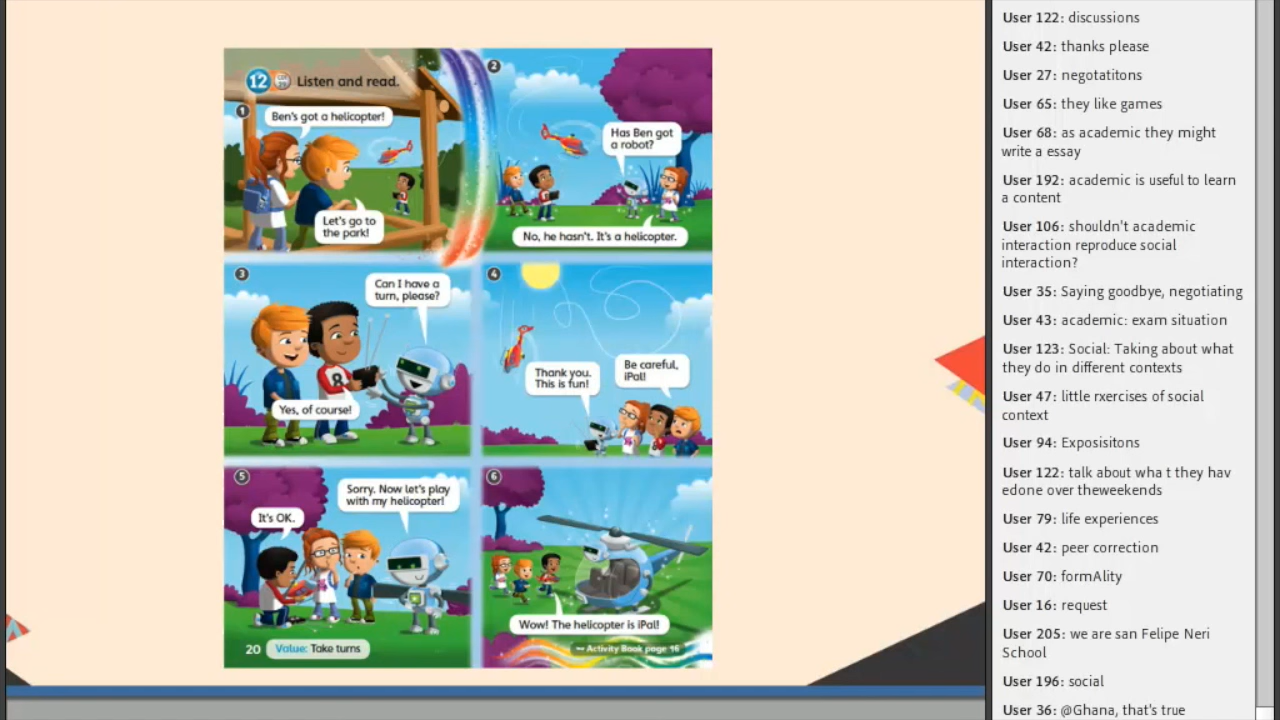 12 Listen and read.
1
Ben's got a helicopter!
Let's go to
the park!
2
Has Ben got
a robot?
No, he hasn't. It's a helicopter.
3
Can I have a
turn, please?
Yes, of course!
4
Thank you.
This is fun!
Be careful,
iPal!
5
It's OK.
Sorry. Now let's play
with my helicopter!
20 Value: Take turns
6
Wow! The helicopter is iPal!
Activity Book page 16
User 122: discussions
User 42: thanks please
User 27: negotatitons
User 65: they like games
User 68: as academic they might
write a essay
User 192: academic is useful to learn
a content
User 106: shouldn't academic
interaction reproduce social
interaction?
User 35: Saying goodbye, negotiating
User 43: academic: exam situation
User 123: Social: Taking about what
they do in different contexts
User 47: little rxercises of social
context
User 94: Exposisitons
User 122: talk about wha t they hav
edone over theweekends
User 79: life experiences
User 42: peer correction
User 70: formAlity
User 16: request
User 205: we are san Felipe Neri
School
User 196: social
User 36: @Ghana, that's true